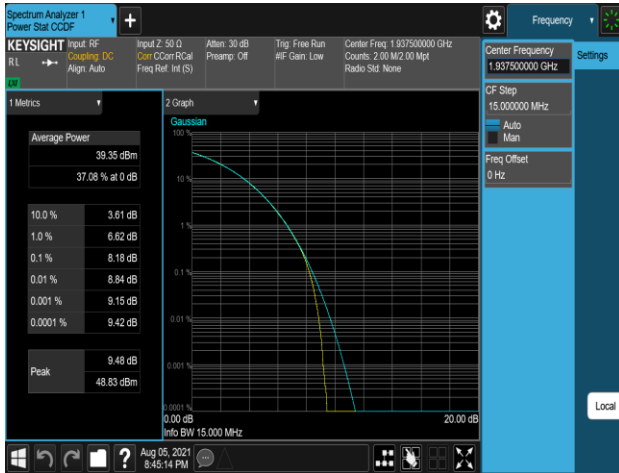 Spectrum Analyzer 1
Power Stat CCDF
Frequency
KEYSIGHT
RL
Input: RF
Coupling: DC
Align: Auto
Input Z: 50 Ω
Corr CCorr RCal
Freq Ref: Int (S)
Atten: 30 dB
Preamp: Off
Trig: Free Run
#IF Gain: Low
Center Freq: 1.937500000 GHz
Counts: 2.00 M/2.00 Mpt
Radio Std: None
Center Frequency
1.937500000 GHz
Settings
CF Step
15.000000 MHz
Auto
Man
Freq Offset
0 Hz
1 Metrics
2 Graph
Average Power
39.35 dBm
37.08 % at 0 dB
10.0 % 3.61 dB
1.0 % 6.62 dB
0.1 % 8.18 dB
0.01 % 8.84 dB
0.001 % 9.15 dB
0.0001 % 9.42 dB
Peak
9.48 dB
48.83 dBm
Gaussian
100 %
10 %
1 %
0.1 %
0.01 %
0.001 %
0.0001 %
0.00 dB
20.00 dB
Info BW 15.000 MHz
Local
?
Aug 05, 2021
8:45:14 PM